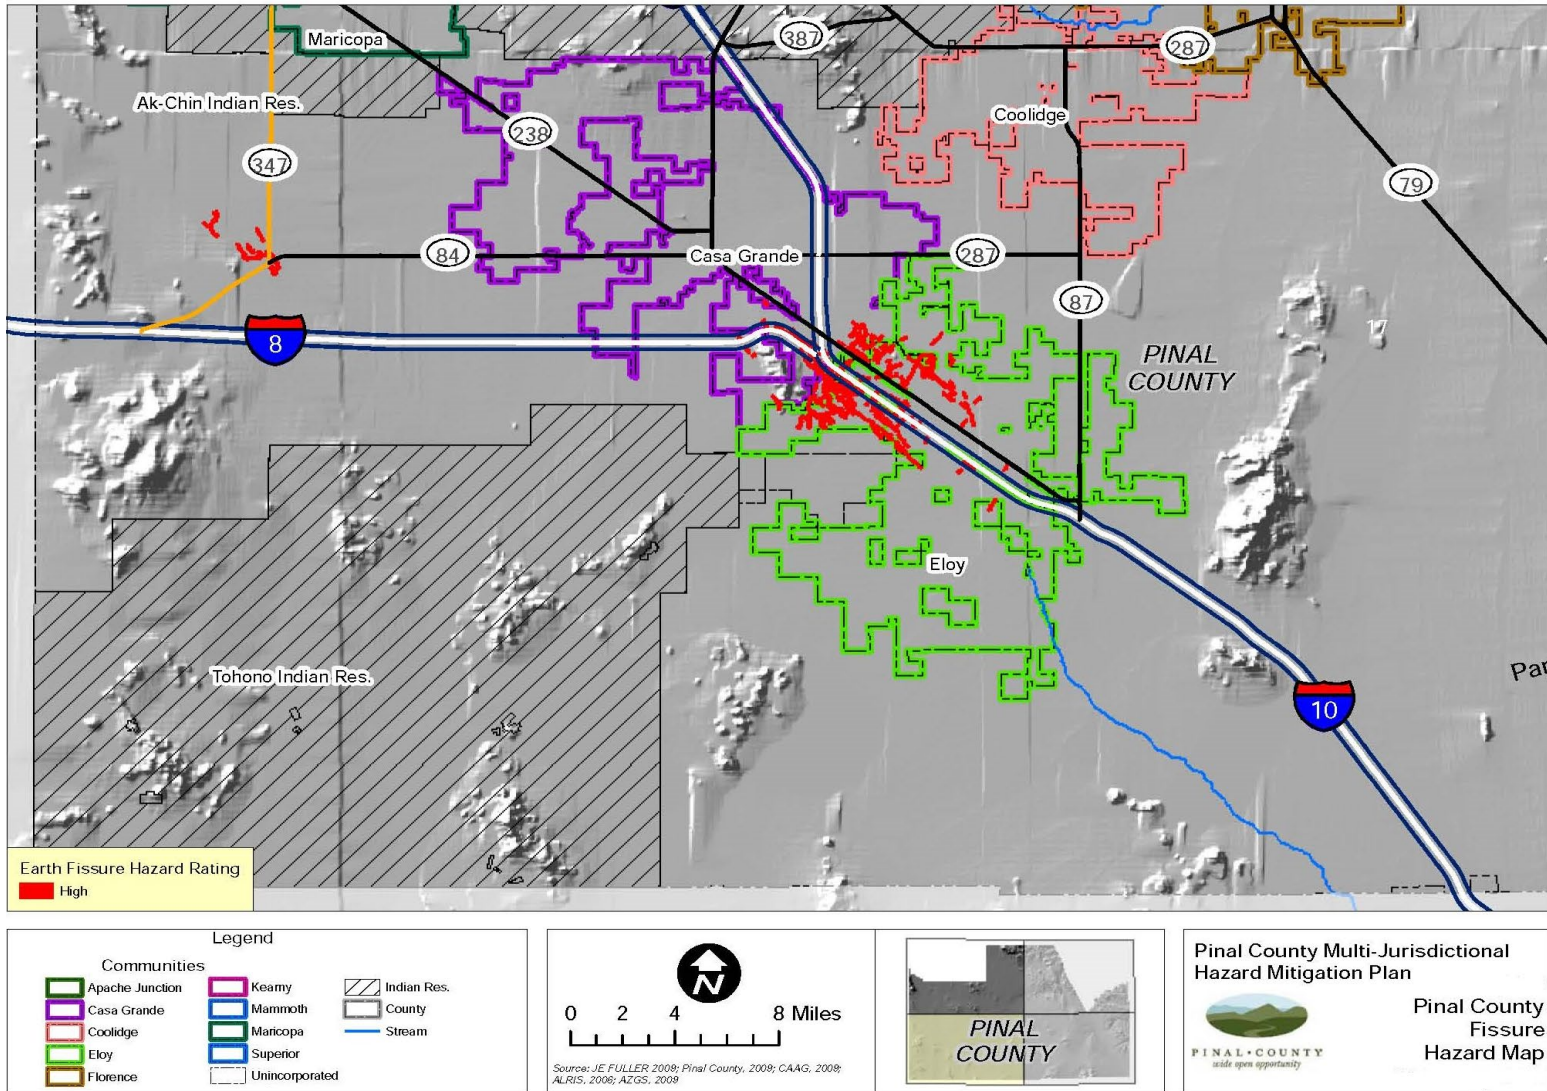 Maricopa
387
287
Ak-Chin Indian Res.
238
Coolidge
347
79
84
Casa Grande
287
87
17
8
PINAL
COUNTY
Eloy
Tohono Indian Res.
10
Earth Fissure Hazard Rating
High
Legend
Communities
Apache Junction
Casa Grande
Coolidge
Eloy
Florence
Kearny
Mammoth
Maricopa
Superior
Unincorporated
Indian Res.
County
Stream
N
0 2 4 8 Miles
Source: JE FULLER 2009; Pinal County, 2009; CAAG, 2009;
ALRIS, 2006; AZGS, 2009
PINAL
COUNTY
Pinal County Multi-Jurisdictional
Hazard Mitigation Plan
PINAL • COUNTY
wide open opportunity
Pinal County
Fissure
Hazard Map